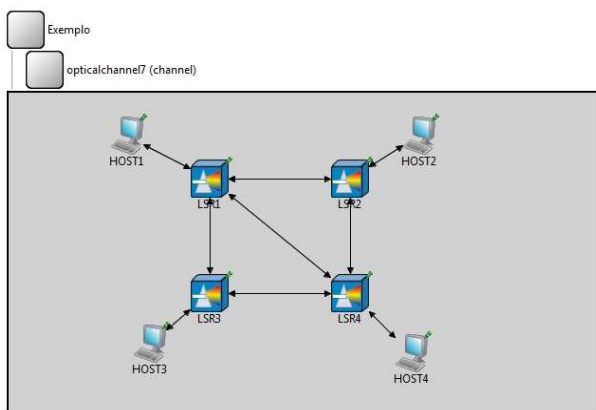 Exemplo
opticalchannel7 (channel)
HOST1
HOST2
LSR1
LSR2
LSR3
LSR4
HOST3
HOST4